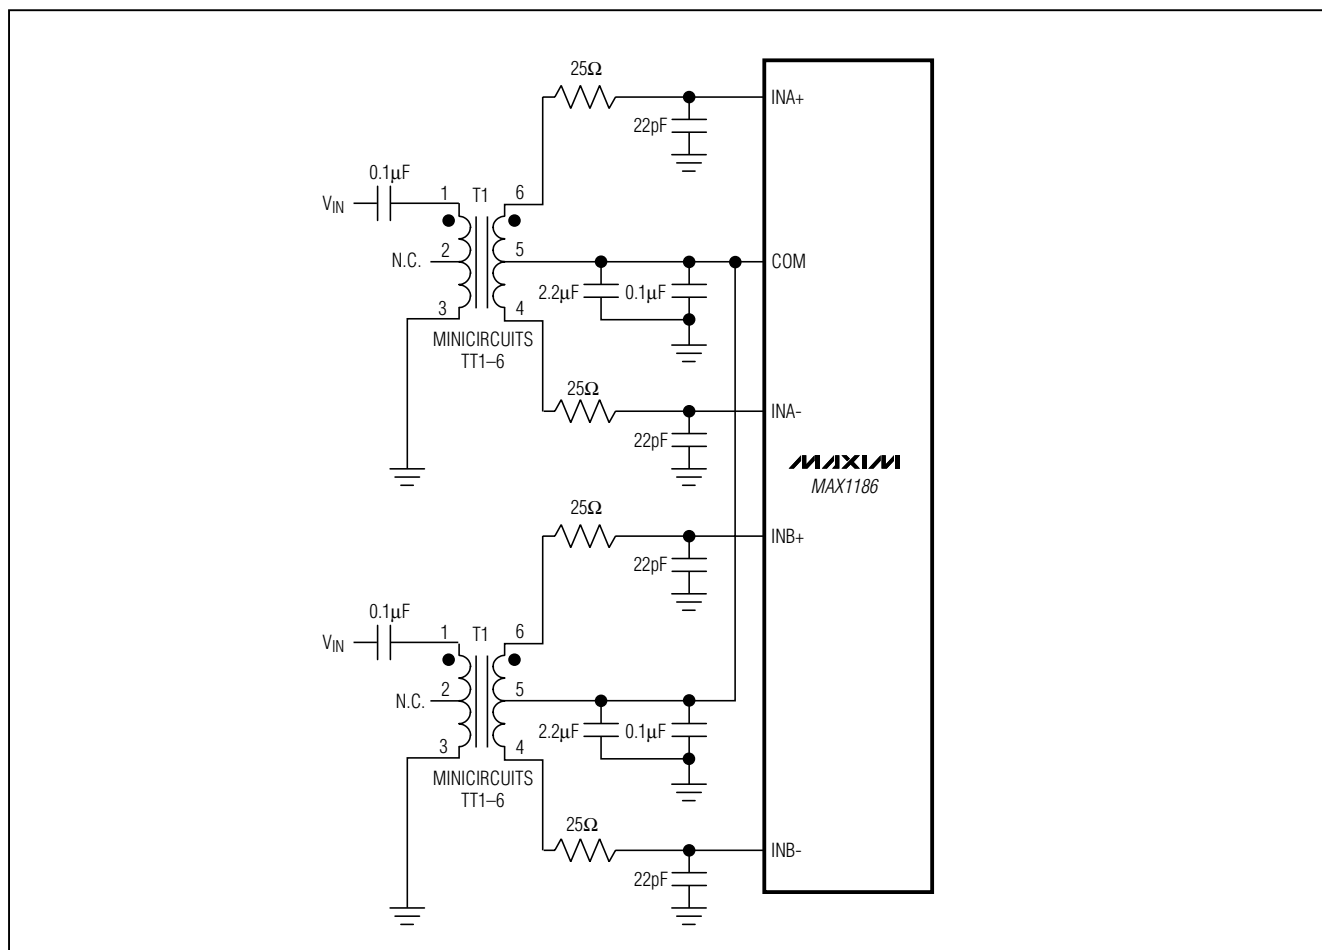 25Ω
INA+
22pF
0.1μF
VIN
1
T1
6
N.C.
2
5
COM
2.2μF
0.1μF
3
4
MINICIRCUITS
TT1–6
25Ω
INA-
22pF
MAXIM
MAX1186
25Ω
INB+
22pF
0.1μF
VIN
1
T1
6
N.C.
2
5
2.2μF
0.1μF
3
4
MINICIRCUITS
TT1–6
25Ω
INB-
22pF